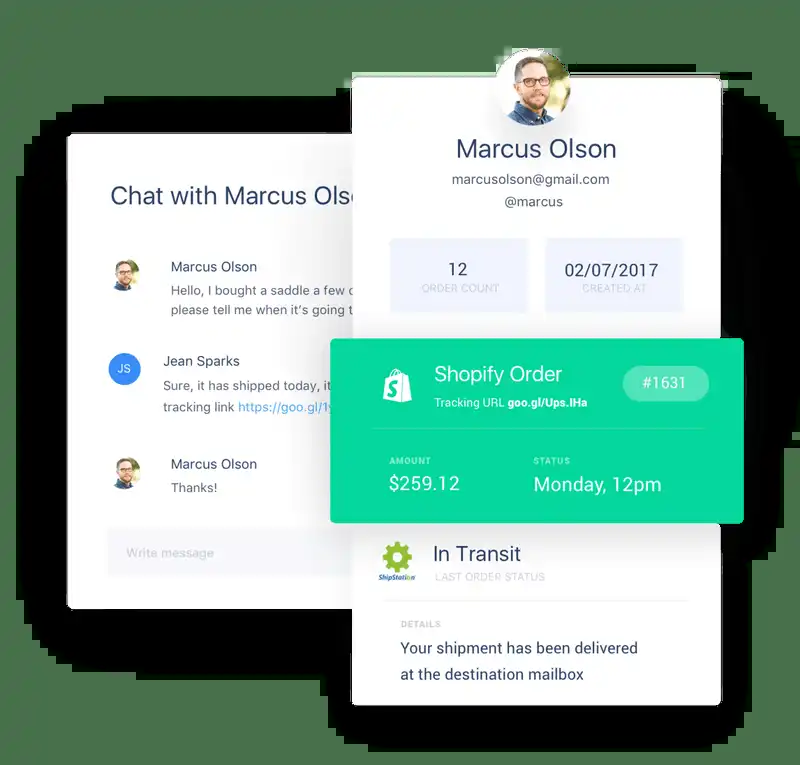 Chat with Marcus Ols
Marcus Olson
Hello, I bought a saddle a few
please tell me when it’s going t
JS
Jean Sparks
Sure, it has shipped today, it
tracking link https://goo.gl/1
Marcus Olson
Thanks!
Write message
Marcus Olson
marcusolson@gmail.com
@marcus
12
ORDER COUNT
02/07/2017
CREATED AT
Shopify Order
#1631
Tracking URL goo.gl/Ups.IHa
AMOUNT
$259.12
STATUS
Monday, 12pm
ShipStation
In Transit
LAST ORDER STATUS
DETAILS
Your shipment has been delivered
at the destination mailbox